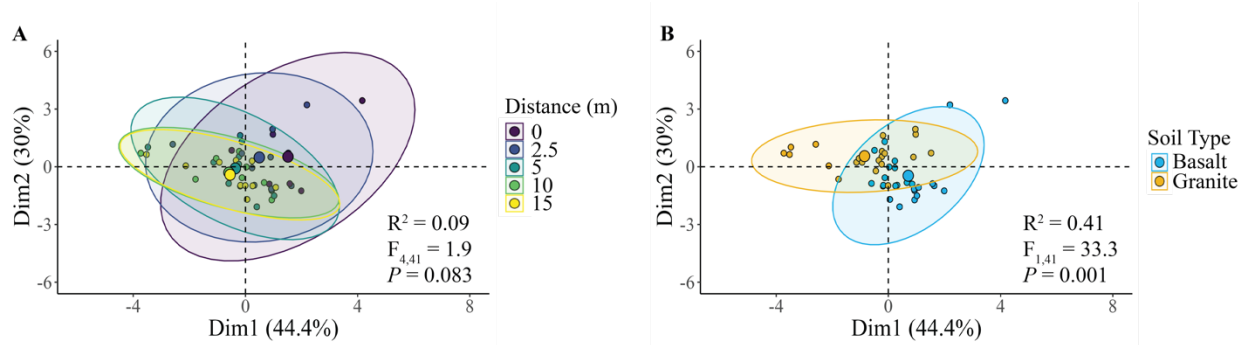 A
6
3
0
-3
-6
Dim2 (30%)
-4
0
4
8
Dim1 (44.4%)
R² = 0.09
F4,41 = 1.9
P = 0.083
Distance (m)
0
2.5
5
10
15
B
6
3
0
-3
-6
Dim2 (30%)
-4
0
4
8
Dim1 (44.4%)
R² = 0.41
F1,41 = 33.3
P = 0.001
Soil Type
Basalt
Granite